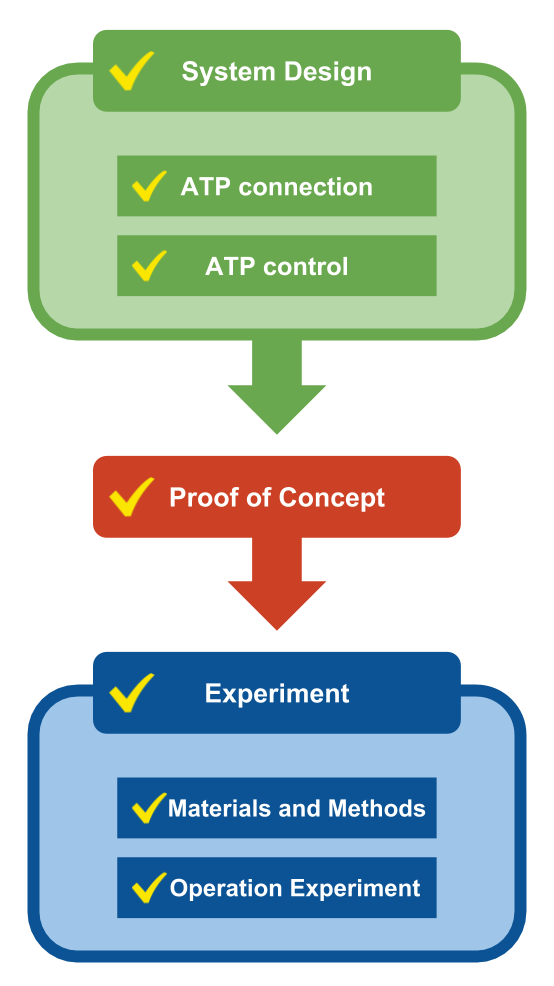 System Design
ATP connection
ATP control
Proof of Concept
Experiment
Materials and Methods
Operation Experiment